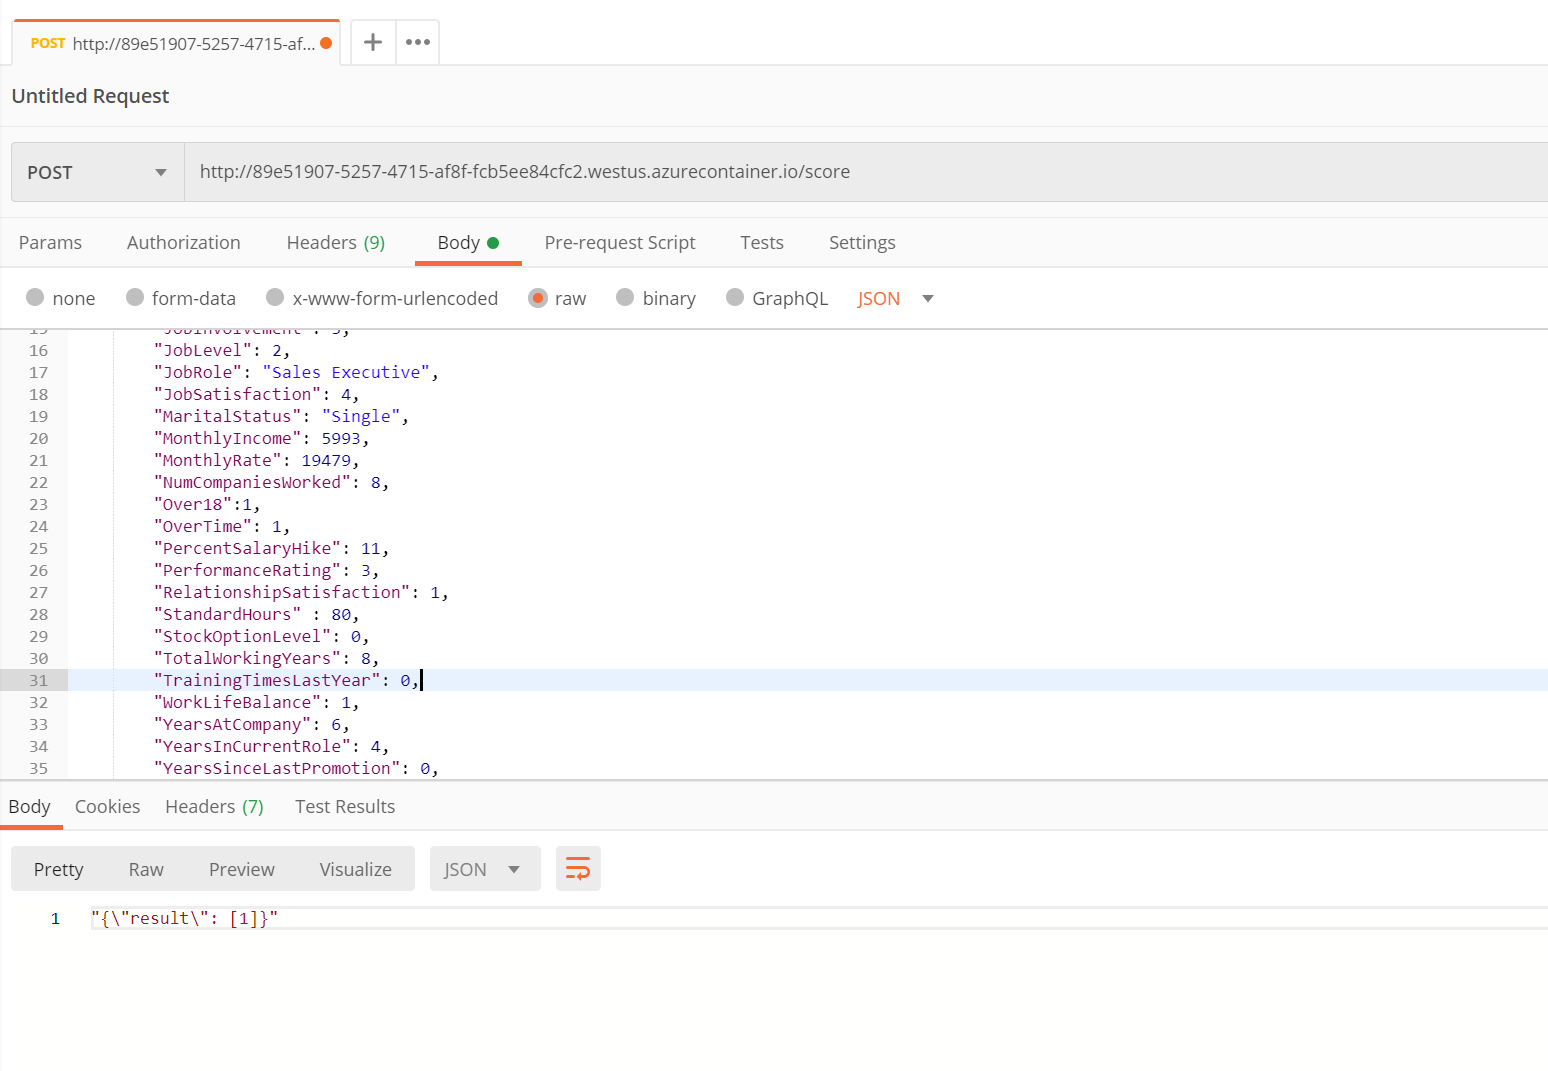 POST http://89e51907-5257-4715-af...
Untitled Request
POST http://89e51907-5257-4715-af8f-fcb5ee84cfc2.westus.azurecontainer.io/score
Params Authorization Headers (9) Body Pre-request Script Tests Settings
none form-data x-www-form-urlencoded raw binary GraphQL JSON
16 "JobLevel": 2,
17 "JobRole": "Sales Executive",
18 "JobSatisfaction": 4,
19 "MaritalStatus": "Single",
20 "MonthlyIncome": 5993,
21 "MonthlyRate": 19479,
22 "NumCompaniesWorked": 8,
23 "Over18":1,
24 "OverTime": 1,
25 "PercentSalaryHike": 11,
26 "PerformanceRating": 3,
27 "RelationshipSatisfaction": 1,
28 "StandardHours" : 80,
29 "StockOptionLevel": 0,
30 "TotalWorkingYears": 8,
31 "TrainingTimesLastYear": 0,
32 "WorkLifeBalance": 1,
33 "YearsAtCompany": 6,
34 "YearsInCurrentRole": 4,
35 "YearsSinceLastPromotion": 0,
Body Cookies Headers (7) Test Results
Pretty Raw Preview Visualize JSON
1 "{\"result\": [1]}"